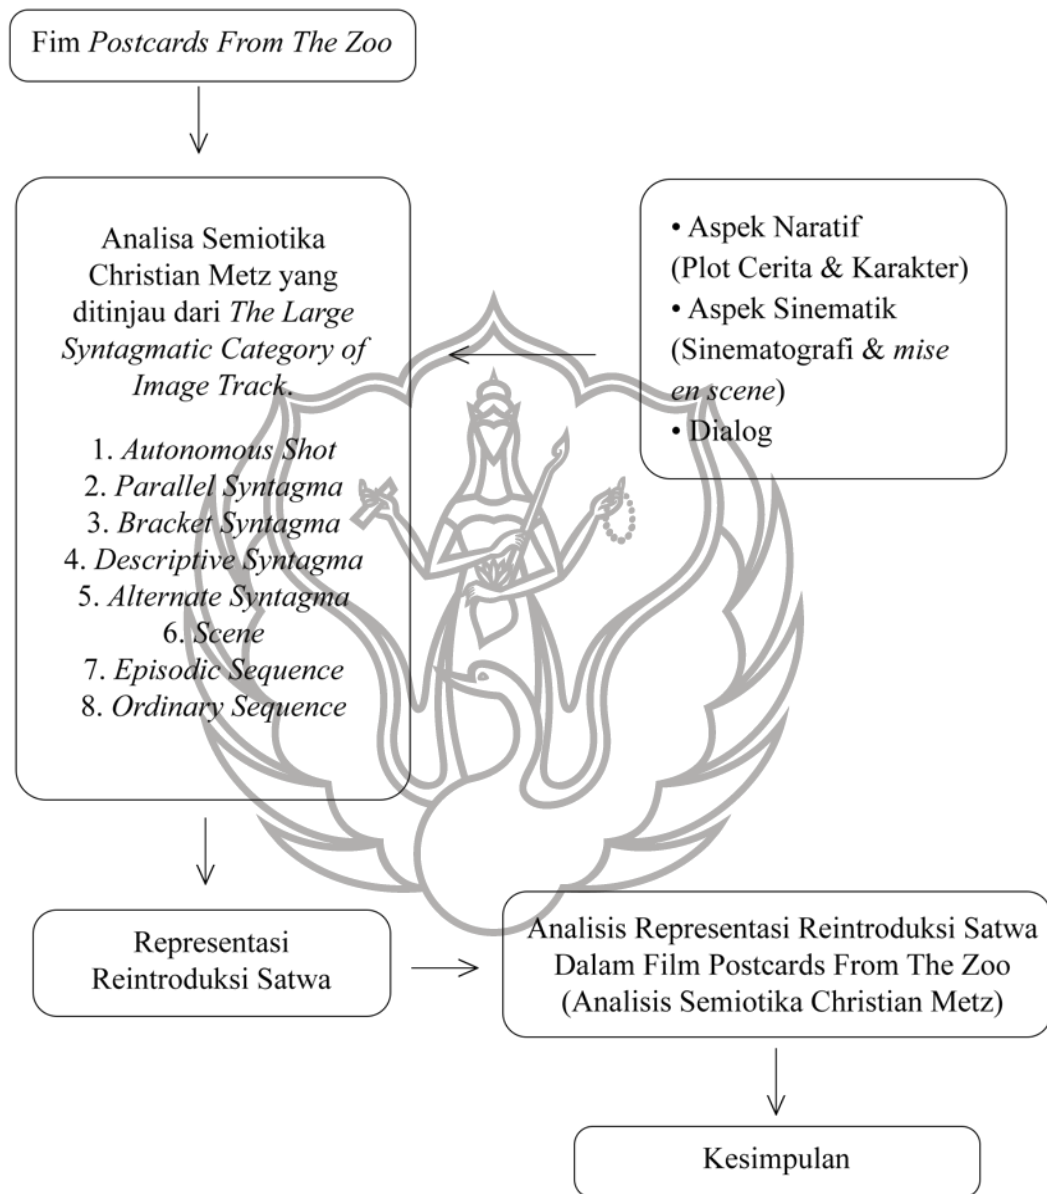 Fim Postcards From The Zoo
Analisa Semiotika
Christian Metz yang
ditinjau dari The Large
Syntagmatic Category of
Image Track.
1. Autonomous Shot
2. Parallel Syntagma
3. Bracket Syntagma
4. Descriptive Syntagma
5. Alternate Syntagma
6. Scene
7. Episodic Sequence
8. Ordinary Sequence
• Aspek Naratif
(Plot Cerita & Karakter)
• Aspek Sinematik
(Sinematografi & mise
en scene)
• Dialog
Representasi
Reintroduksi Satwa
Analisis Representasi Reintroduksi Satwa
Dalam Film Postcards From The Zoo
(Analisis Semiotika Christian Metz)
Kesimpulan